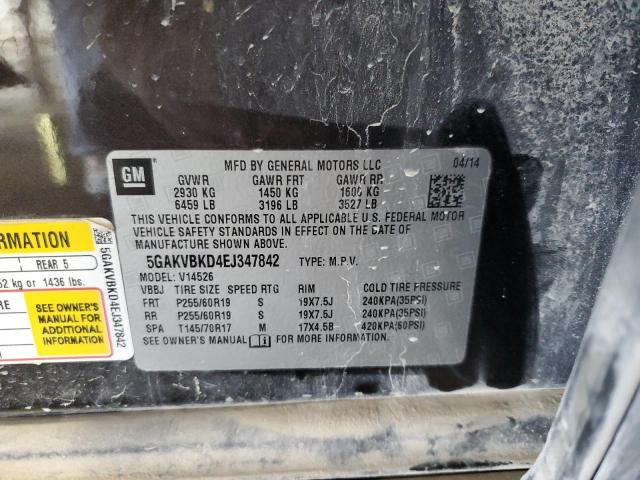 GM
MFD BY GENERAL MOTORS LLC
04/14
GVWR GAWR FRT GAWR RR
2930 KG 1450 KG 1600 KG
6459 LB 3196 LB 3527 LB
THIS VEHICLE CONFORMS TO ALL APPLICABLE U.S. FEDERAL MOTOR
VEHICLE SAFETY STANDARDS IN EFFECT ON THE DATE OF
MANUFACTURE SHOWN ABOVE.
5GAKVBKD4EJ347842 TYPE: M.P.V.
MODEL: V14526
VBBJ TIRE SIZE SPEED RTG RIM COLD TIRE PRESSURE
FRT P255/60R19 S 19X7.5J 240KPA(35PSI)
RR P255/60R19 S 19X7.5J 240KPA(35PSI)
SPA T145/70R17 M 17X4.5B 420KPA(60PSI)
SEE OWNER'S MANUAL FOR MORE INFORMATION.
ORMATION
REAR 5
52 kg or 1436 lbs.
SEE OWNER'S
MANUAL FOR
ADDITIONAL
INFORMATION
5GAKVBKD4EJ347842